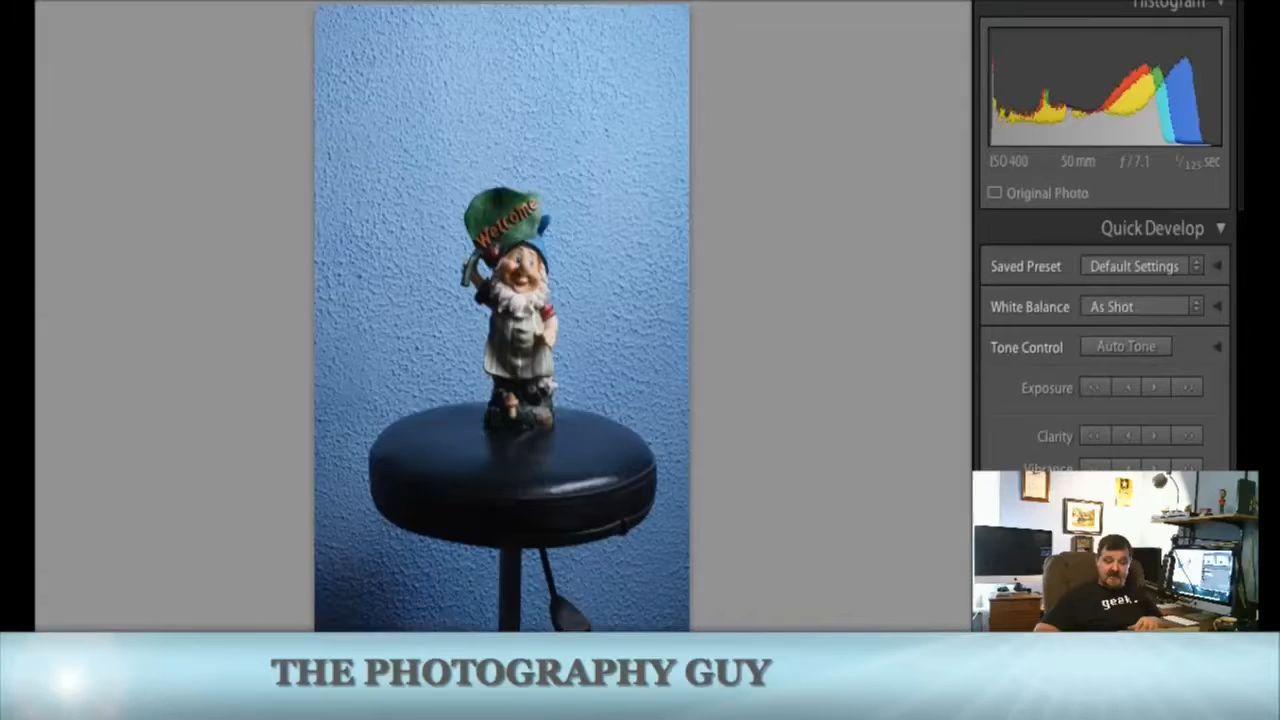 Histogram
ISO 400 50 mm ƒ / 7.1 1/125 sec
Original Photo
Quick Develop
Saved Preset Default Settings
White Balance As Shot
Tone Control Auto Tone
Exposure
Clarity
Vibrance
Welcome
geek.
THE PHOTOGRAPHY GUY